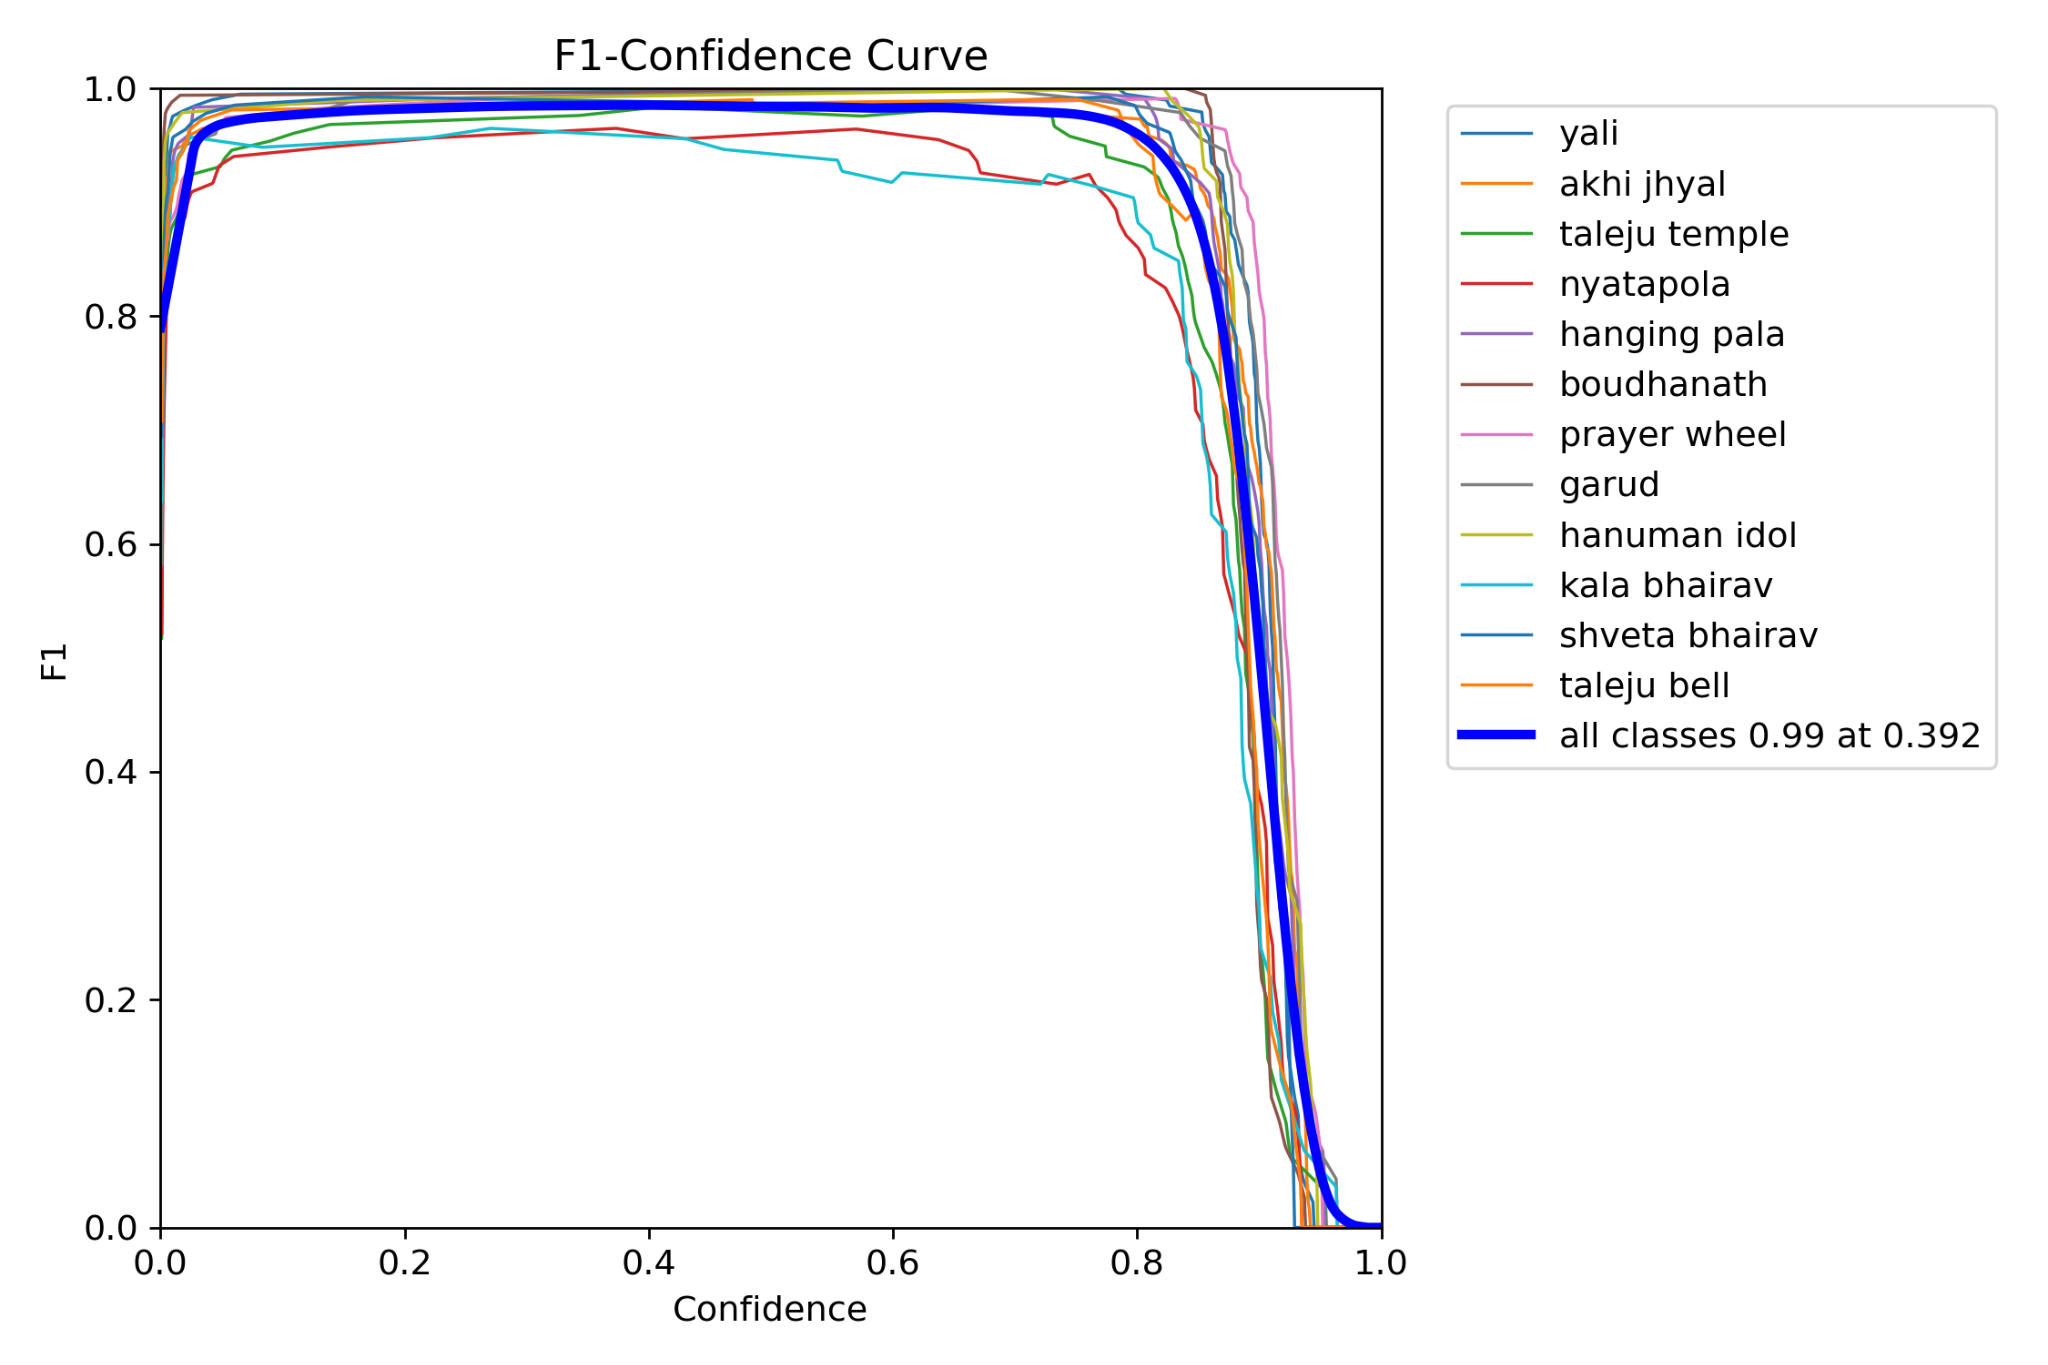 F1-Confidence Curve
1.0
0.8
0.6
0.4
0.2
0.0
F1
0.0 0.2 0.4 0.6 0.8 1.0
Confidence
yali
akhi jhyal
taleju temple
nyatapola
hanging pala
boudhanath
prayer wheel
garud
hanuman idol
kala bhairav
shveta bhairav
taleju bell
all classes 0.99 at 0.392